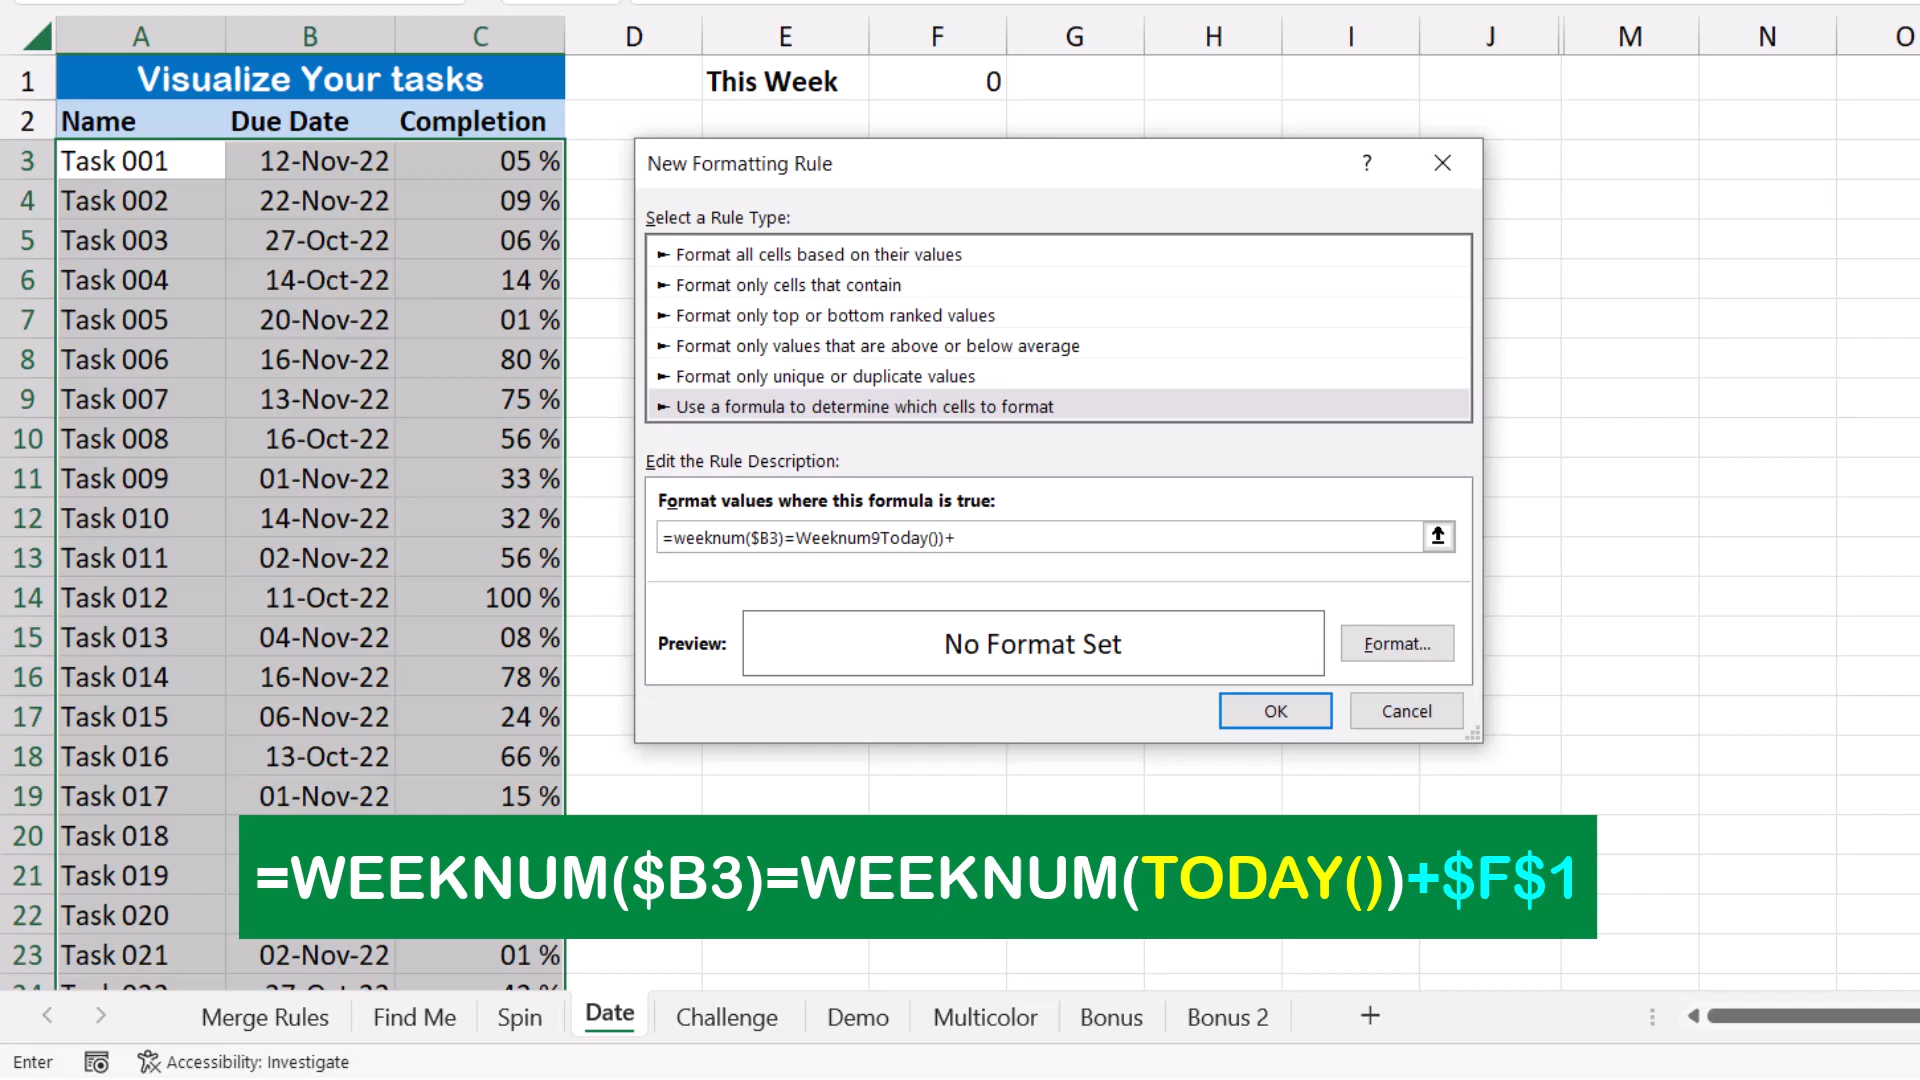 A B C D E F G H I J M N O
1 Visualize Your tasks This Week 0
2 Name Due Date Completion
3 Task 001 12-Nov-22 05 %
4 Task 002 22-Nov-22 09 %
5 Task 003 27-Oct-22 06 %
6 Task 004 14-Oct-22 14 %
7 Task 005 20-Nov-22 01 %
8 Task 006 16-Nov-22 80 %
9 Task 007 13-Nov-22 75 %
10 Task 008 16-Oct-22 56 %
11 Task 009 01-Nov-22 33 %
12 Task 010 14-Nov-22 32 %
13 Task 011 02-Nov-22 56 %
14 Task 012 11-Oct-22 100 %
15 Task 013 04-Nov-22 08 %
16 Task 014 16-Nov-22 78 %
17 Task 015 06-Nov-22 24 %
18 Task 016 13-Oct-22 66 %
19 Task 017 01-Nov-22 15 %
20 Task 018
21 Task 019
22 Task 020
23 Task 021 02-Nov-22 01 %
New Formatting Rule ?
Select a Rule Type:
► Format all cells based on their values
► Format only cells that contain
► Format only top or bottom ranked values
► Format only values that are above or below average
► Format only unique or duplicate values
► Use a formula to determine which cells to format
Edit the Rule Description:
Format values where this formula is true:
=weeknum($B3)=Weeknum9Today())+
Preview: No Format Set Format...
OK Cancel
=WEEKNUM($B3)=WEEKNUM(TODAY())+$F$1
Merge Rules Find Me Spin Date Challenge Demo Multicolor Bonus Bonus 2 +
Enter Accessibility: Investigate